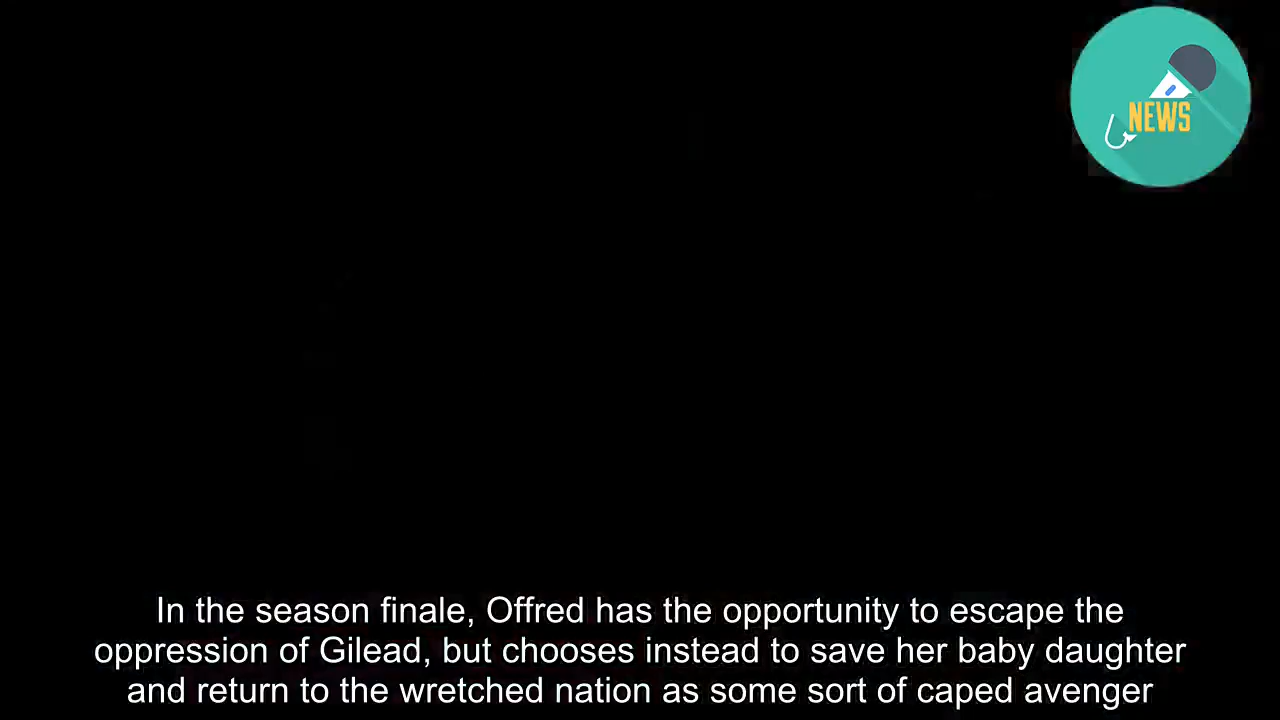 NEWS
In the season finale, Offred has the opportunity to escape the
oppression of Gilead, but chooses instead to save her baby daughter
and return to the wretched nation as some sort of caped avenger